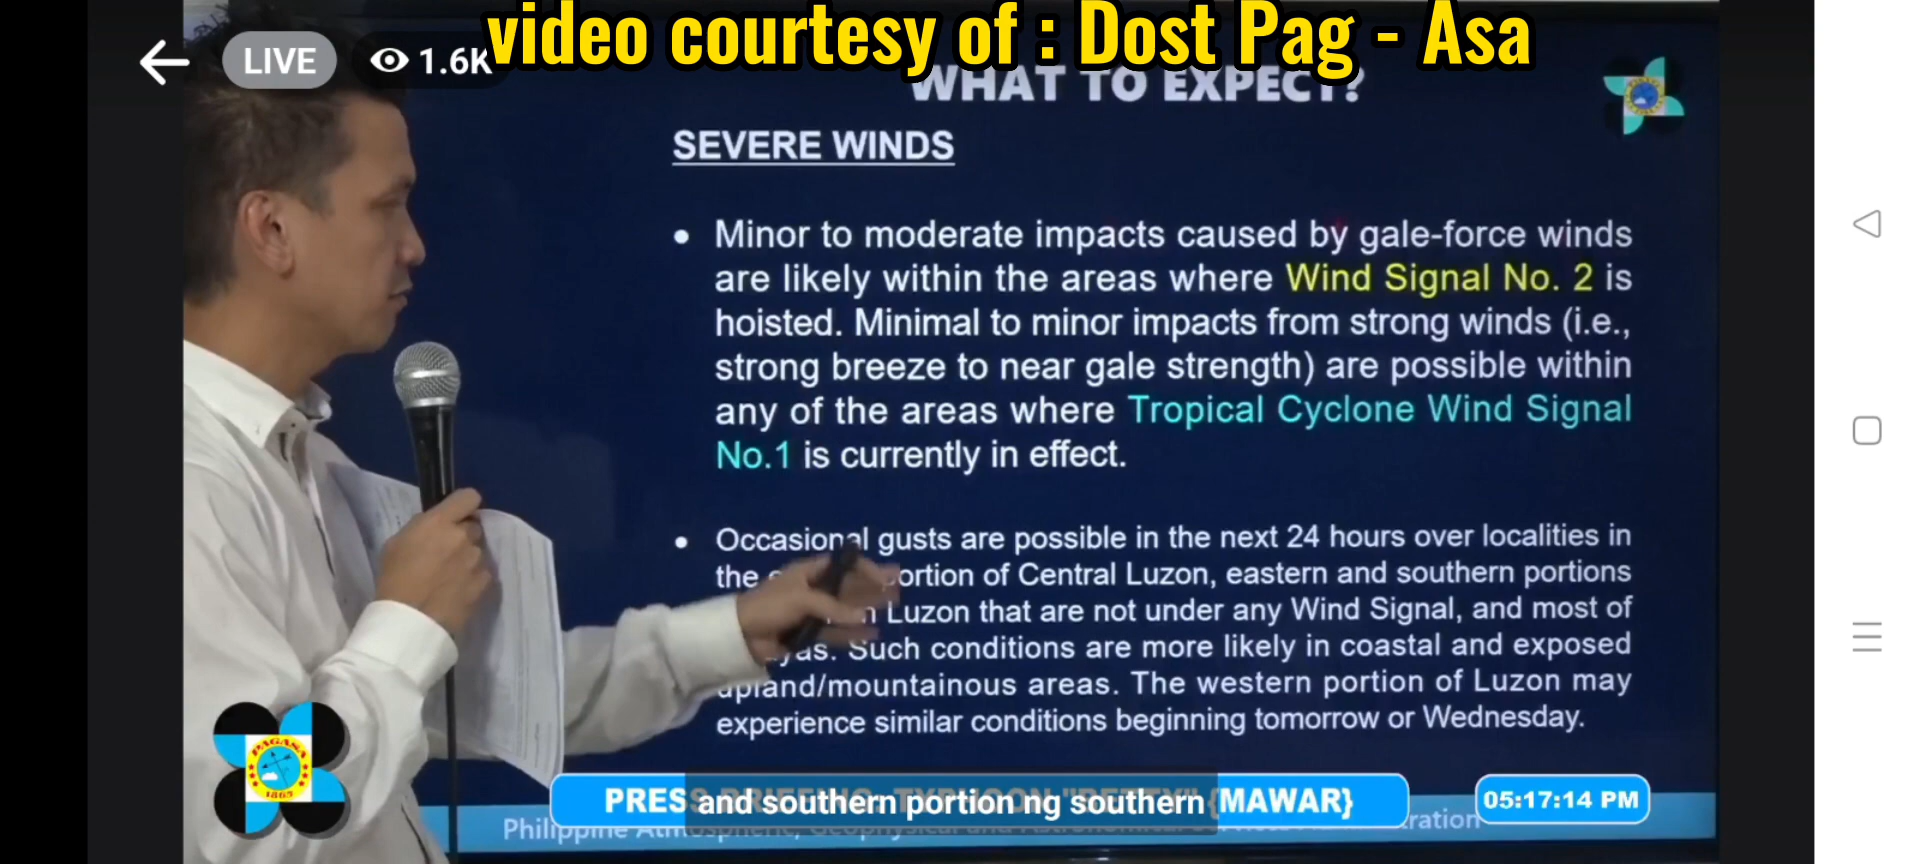 video courtesy of : Dost Pag - Asa
LIVE
1.6K
WHAT TO EXPECT?
SEVERE WINDS
• Minor to moderate impacts caused by gale-force winds
are likely within the areas where Wind Signal No. 2 is
hoisted. Minimal to minor impacts from strong winds (i.e.,
strong breeze to near gale strength) are possible within
any of the areas where Tropical Cyclone Wind Signal
No.1 is currently in effect.
• Occasional gusts are possible in the next 24 hours over localities in
the ortion of Central Luzon, eastern and southern portions
Luzon that are not under any Wind Signal, and most of
Such conditions are more likely in coastal and exposed
upland/mountainous areas. The western portion of Luzon may
experience similar conditions beginning tomorrow or Wednesday.
PRES {MAWAR}
and southern portion ng southern
05:17:14 PM
Philippine Atmospheric, Geophysical and Astronomical ration
PAGASA
1865